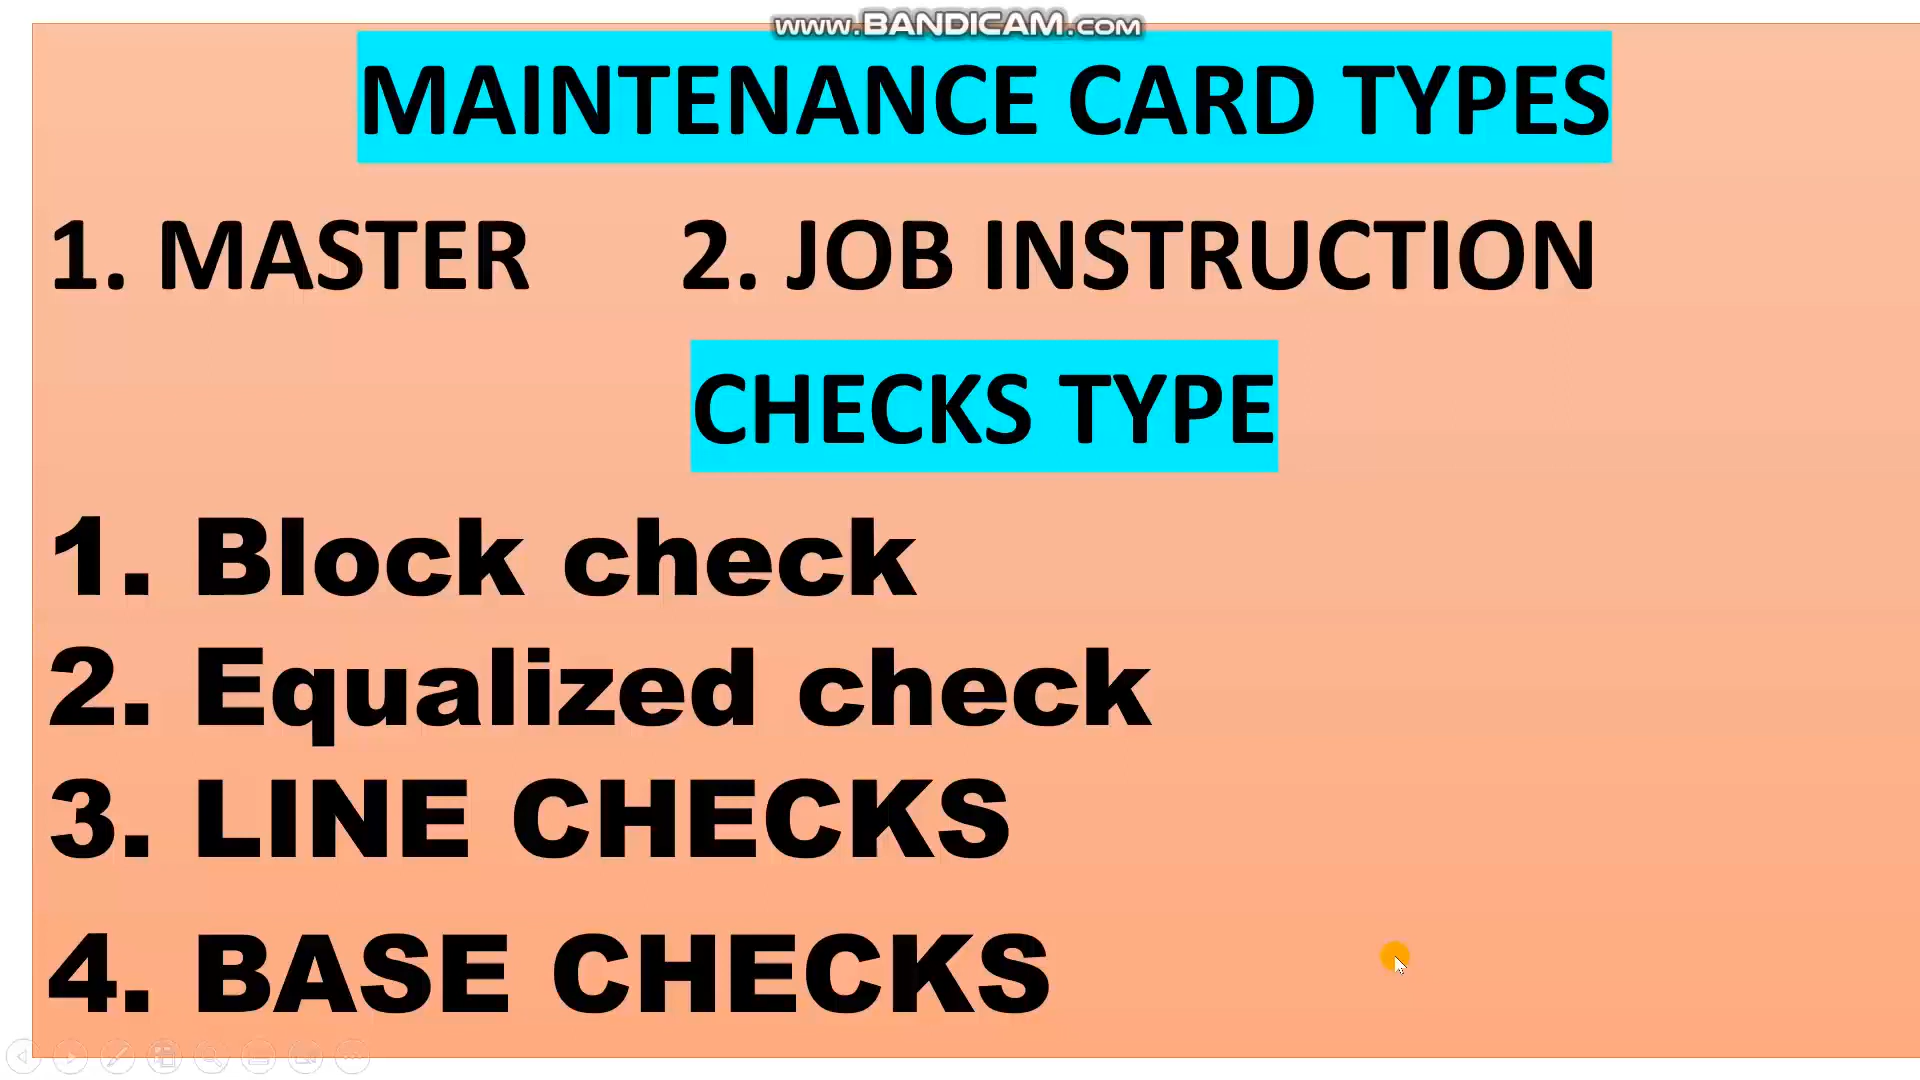 www.BANDICAM.com
MAINTENANCE CARD TYPES
1. MASTER 2. JOB INSTRUCTION
CHECKS TYPE
1. Block check
2. Equalized check
3. LINE CHECKS
4. BASE CHECKS